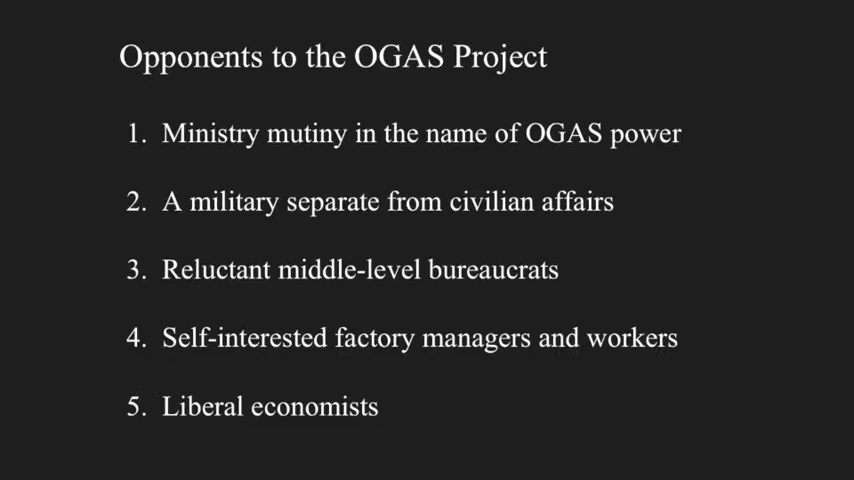 Opponents to the OGAS Project
1. Ministry mutiny in the name of OGAS power
2. A military separate from civilian affairs
3. Reluctant middle-level bureaucrats
4. Self-interested factory managers and workers
5. Liberal economists